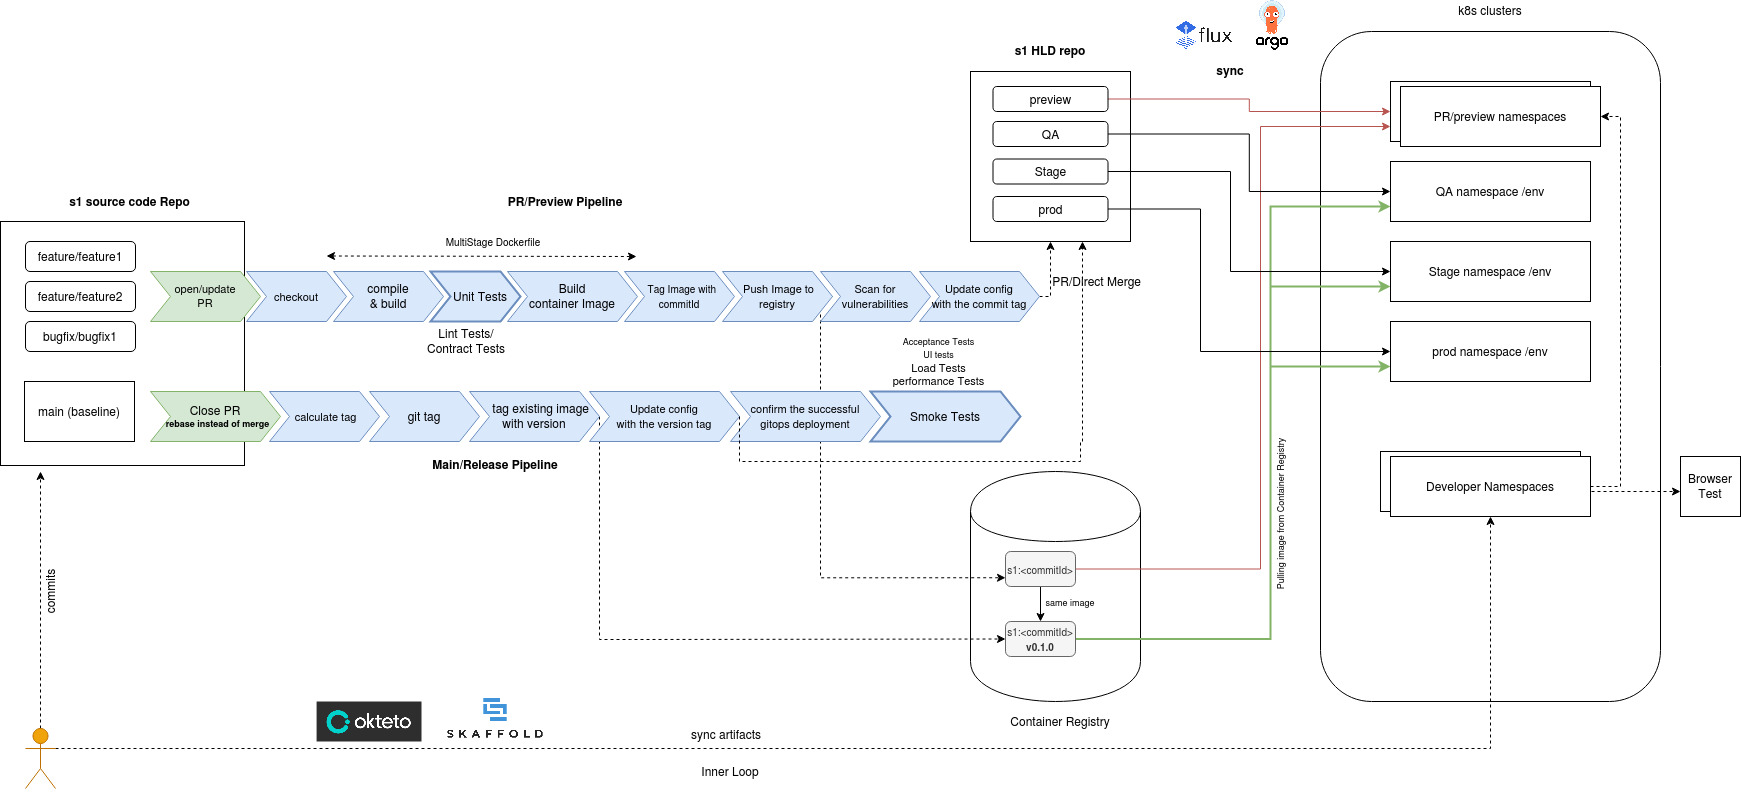 k8s clusters
flux
argo
s1 HLD repo
sync
preview
QA
Stage
prod
PR/preview namespaces
QA namespace /env
Stage namespace /env
prod namespace /env
s1 source code Repo
PR/Preview Pipeline
MultiStage Dockerfile
feature/feature1
feature/feature2
bugfix/bugfix1
main (baseline)
open/update
PR
checkout
compile
& build
Unit Tests
Build
container Image
Tag Image with
commitId
Push Image to
registry
Scan for
vulnerabilities
Update config
with the commit tag
PR/Direct Merge
Lint Tests/
Contract Tests
Acceptance Tests
UI tests
Load Tests
performance Tests
Close PR
rebase instead of merge
calculate tag
git tag
tag existing image
with version
Update config
with the version tag
confirm the successful
gitops deployment
Smoke Tests
Main/Release Pipeline
Pulling image from Container Registry
Developer Namespaces
Browser
Test
s1:<commitId>
same image
s1:<commitId>
v0.1.0
Container Registry
commits
okteto
SKAFFOLD
sync artifacts
Inner Loop